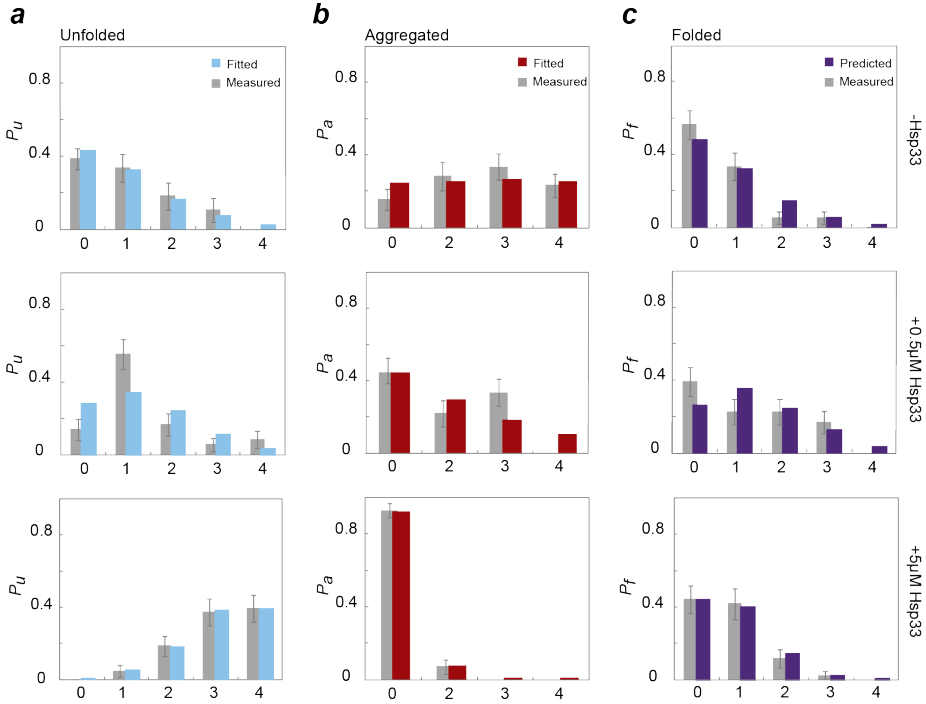 a b c
Unfolded Aggregated Folded
Fitted Fitted Predicted
Measured Measured Measured
0.8 0.8 0.8
Pu Pa Pf -Hsp33
0.4 0.4 0.4
0 0 0
0 1 2 3 4 0 2 3 4 0 1 2 3 4
0.8 0.8 0.8
Pu Pa Pf +0.5μM Hsp33
0.4 0.4 0.4
0 0 0
0 1 2 3 4 0 2 3 4 0 1 2 3 4
0.8 0.8 0.8
Pu Pa Pf +5μM Hsp33
0.4 0.4 0.4
0 0 0
0 1 2 3 4 0 2 3 4 0 1 2 3 4